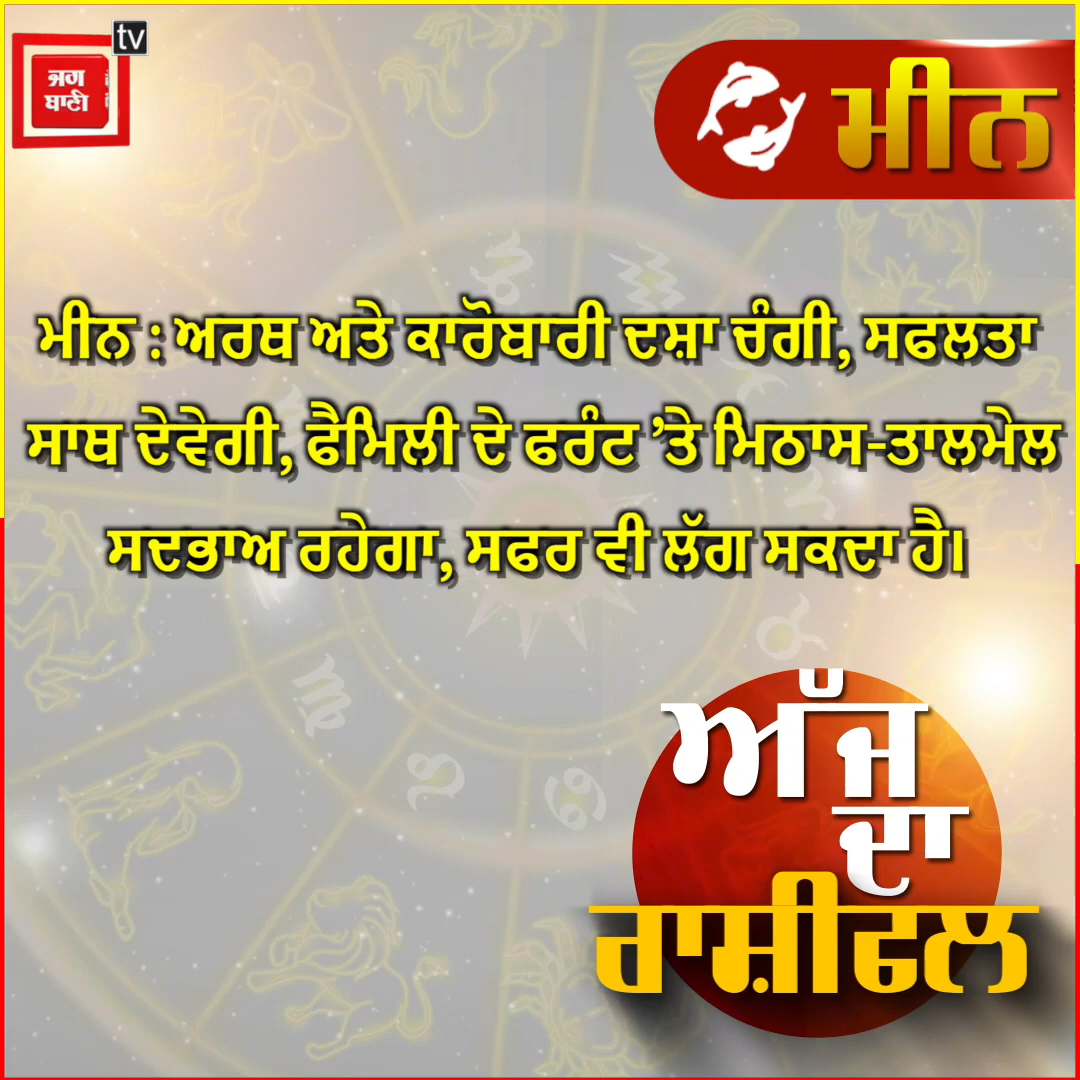 ਜਗ ਬਾਣੀ tv
ਮੀਨ
ਮੀਨ : ਅਰਥ ਅਤੇ ਕਾਰੋਬਾਰੀ ਦਸ਼ਾ ਚੰਗੀ, ਸਫਲਤਾ
ਸਾਥ ਦੇਵੇਗੀ, ਫੈਮਿਲੀ ਦੇ ਫਰੰਟ ’ਤੇ ਮਿਠਾਸ-ਤਾਲਮੇਲ
ਸਦਭਾਅ ਰਹੇਗਾ, ਸਫਰ ਵੀ ਲੱਗ ਸਕਦਾ ਹੈ।
ਅੱਜ
ਦਾ
ਰਾਸ਼ੀਫਲ